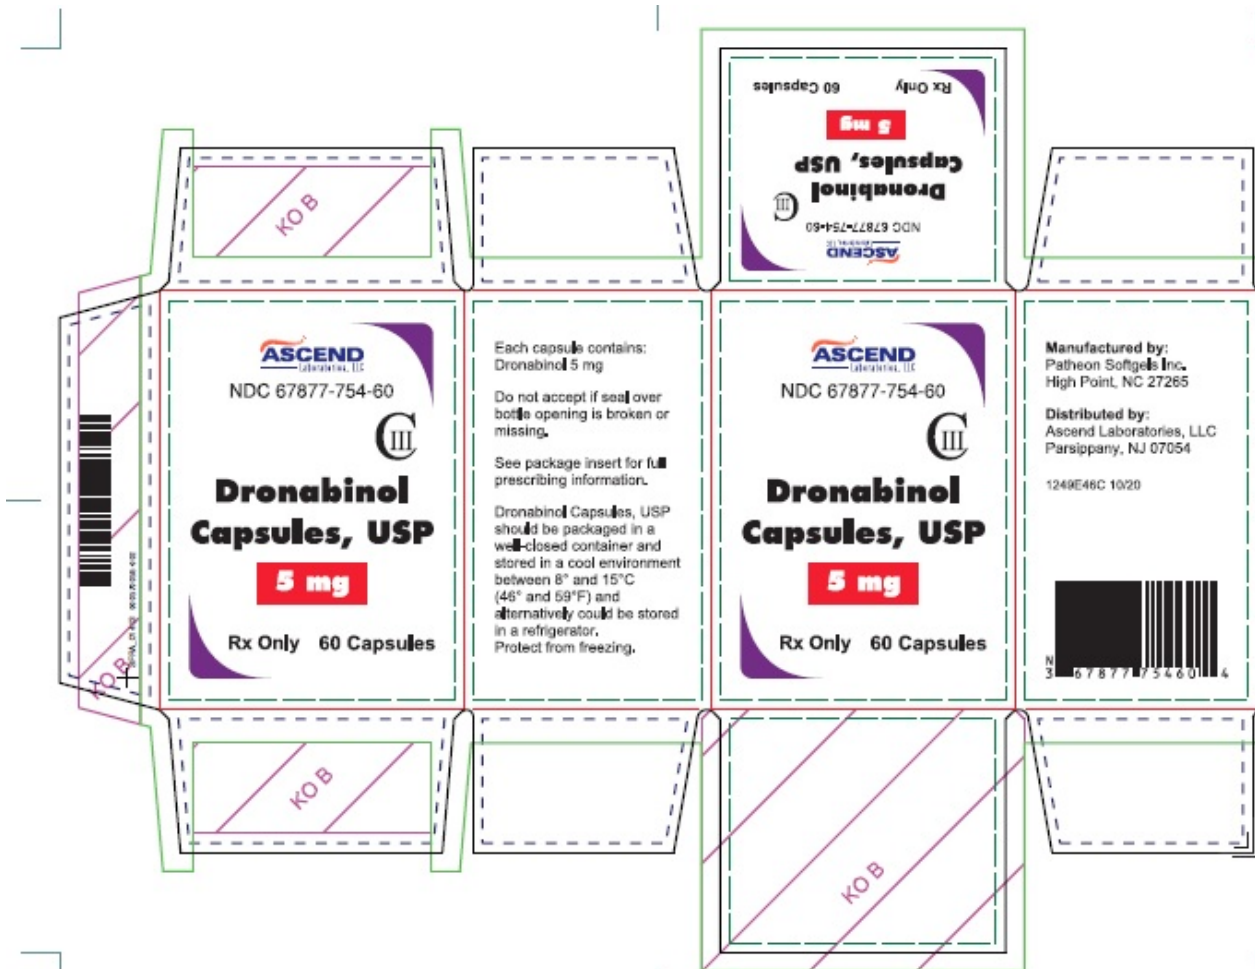 Rx Only 60 Capsules
5 mg
Dronabinol
Capsules, USP
CIII
NDC 67877-754-60
ASCEND
Laboratories, LLC
KO B
KO B
ASCEND
Laboratories, LLC
NDC 67877-754-60
CIII
Dronabinol
Capsules, USP
5 mg
Rx Only 60 Capsules
Each capsule contains:
Dronabinol 5 mg
Do not accept if seal over
bottle opening is broken or
missing.
See package insert for full
prescribing information.
Dronabinol Capsules, USP
should be packaged in a
well-closed container and
stored in a cool environment
between 8° and 15°C
(46° and 59°F) and
alternatively could be stored
in a refrigerator.
Protect from freezing.
ASCEND
Laboratories, LLC
NDC 67877-754-60
CIII
Dronabinol
Capsules, USP
5 mg
Rx Only 60 Capsules
Manufactured by:
Patheon Softgels Inc.
High Point, NC 27265
Distributed by:
Ascend Laboratories, LLC
Parsippany, NJ 07054
1249E46C 10/20
N
3 67877 75460 4
KO B
KO B